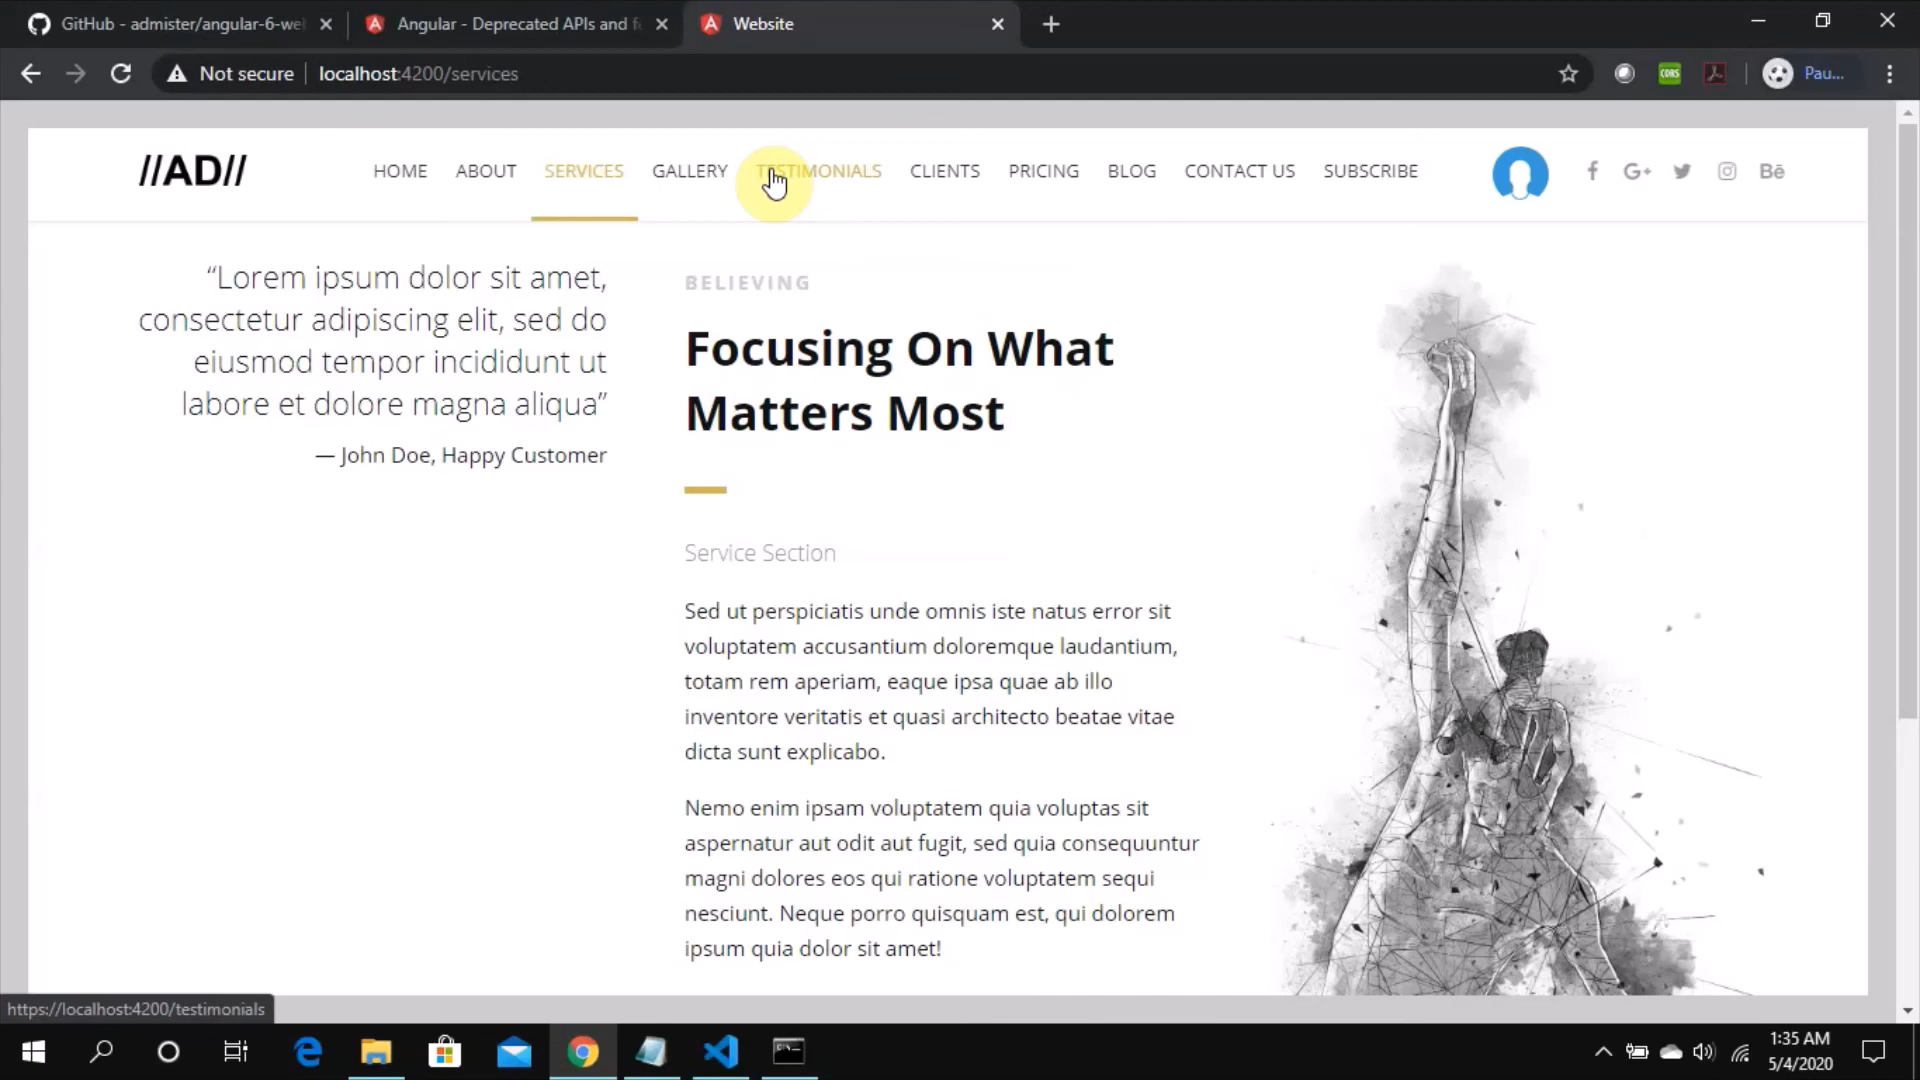 GitHub - admister/angular-6-we
Angular - Deprecated APIs and f
Website
Not secure
localhost:4200/services
Pau...
//AD//
HOME
ABOUT
SERVICES
GALLERY
TESTIMONIALS
CLIENTS
PRICING
BLOG
CONTACT US
SUBSCRIBE
“Lorem ipsum dolor sit amet,
consectetur adipiscing elit, sed do
eiusmod tempor incididunt ut
labore et dolore magna aliqua”
— John Doe, Happy Customer
BELIEVING
Focusing On What
Matters Most
Service Section
Sed ut perspiciatis unde omnis iste natus error sit
voluptatem accusantium doloremque laudantium,
totam rem aperiam, eaque ipsa quae ab illo
inventore veritatis et quasi architecto beatae vitae
dicta sunt explicabo.
Nemo enim ipsam voluptatem quia voluptas sit
aspernatur aut odit aut fugit, sed quia consequuntur
magni dolores eos qui ratione voluptatem sequi
nesciunt. Neque porro quisquam est, qui dolorem
ipsum quia dolor sit amet!
https://localhost:4200/testimonials
1:35 AM
5/4/2020